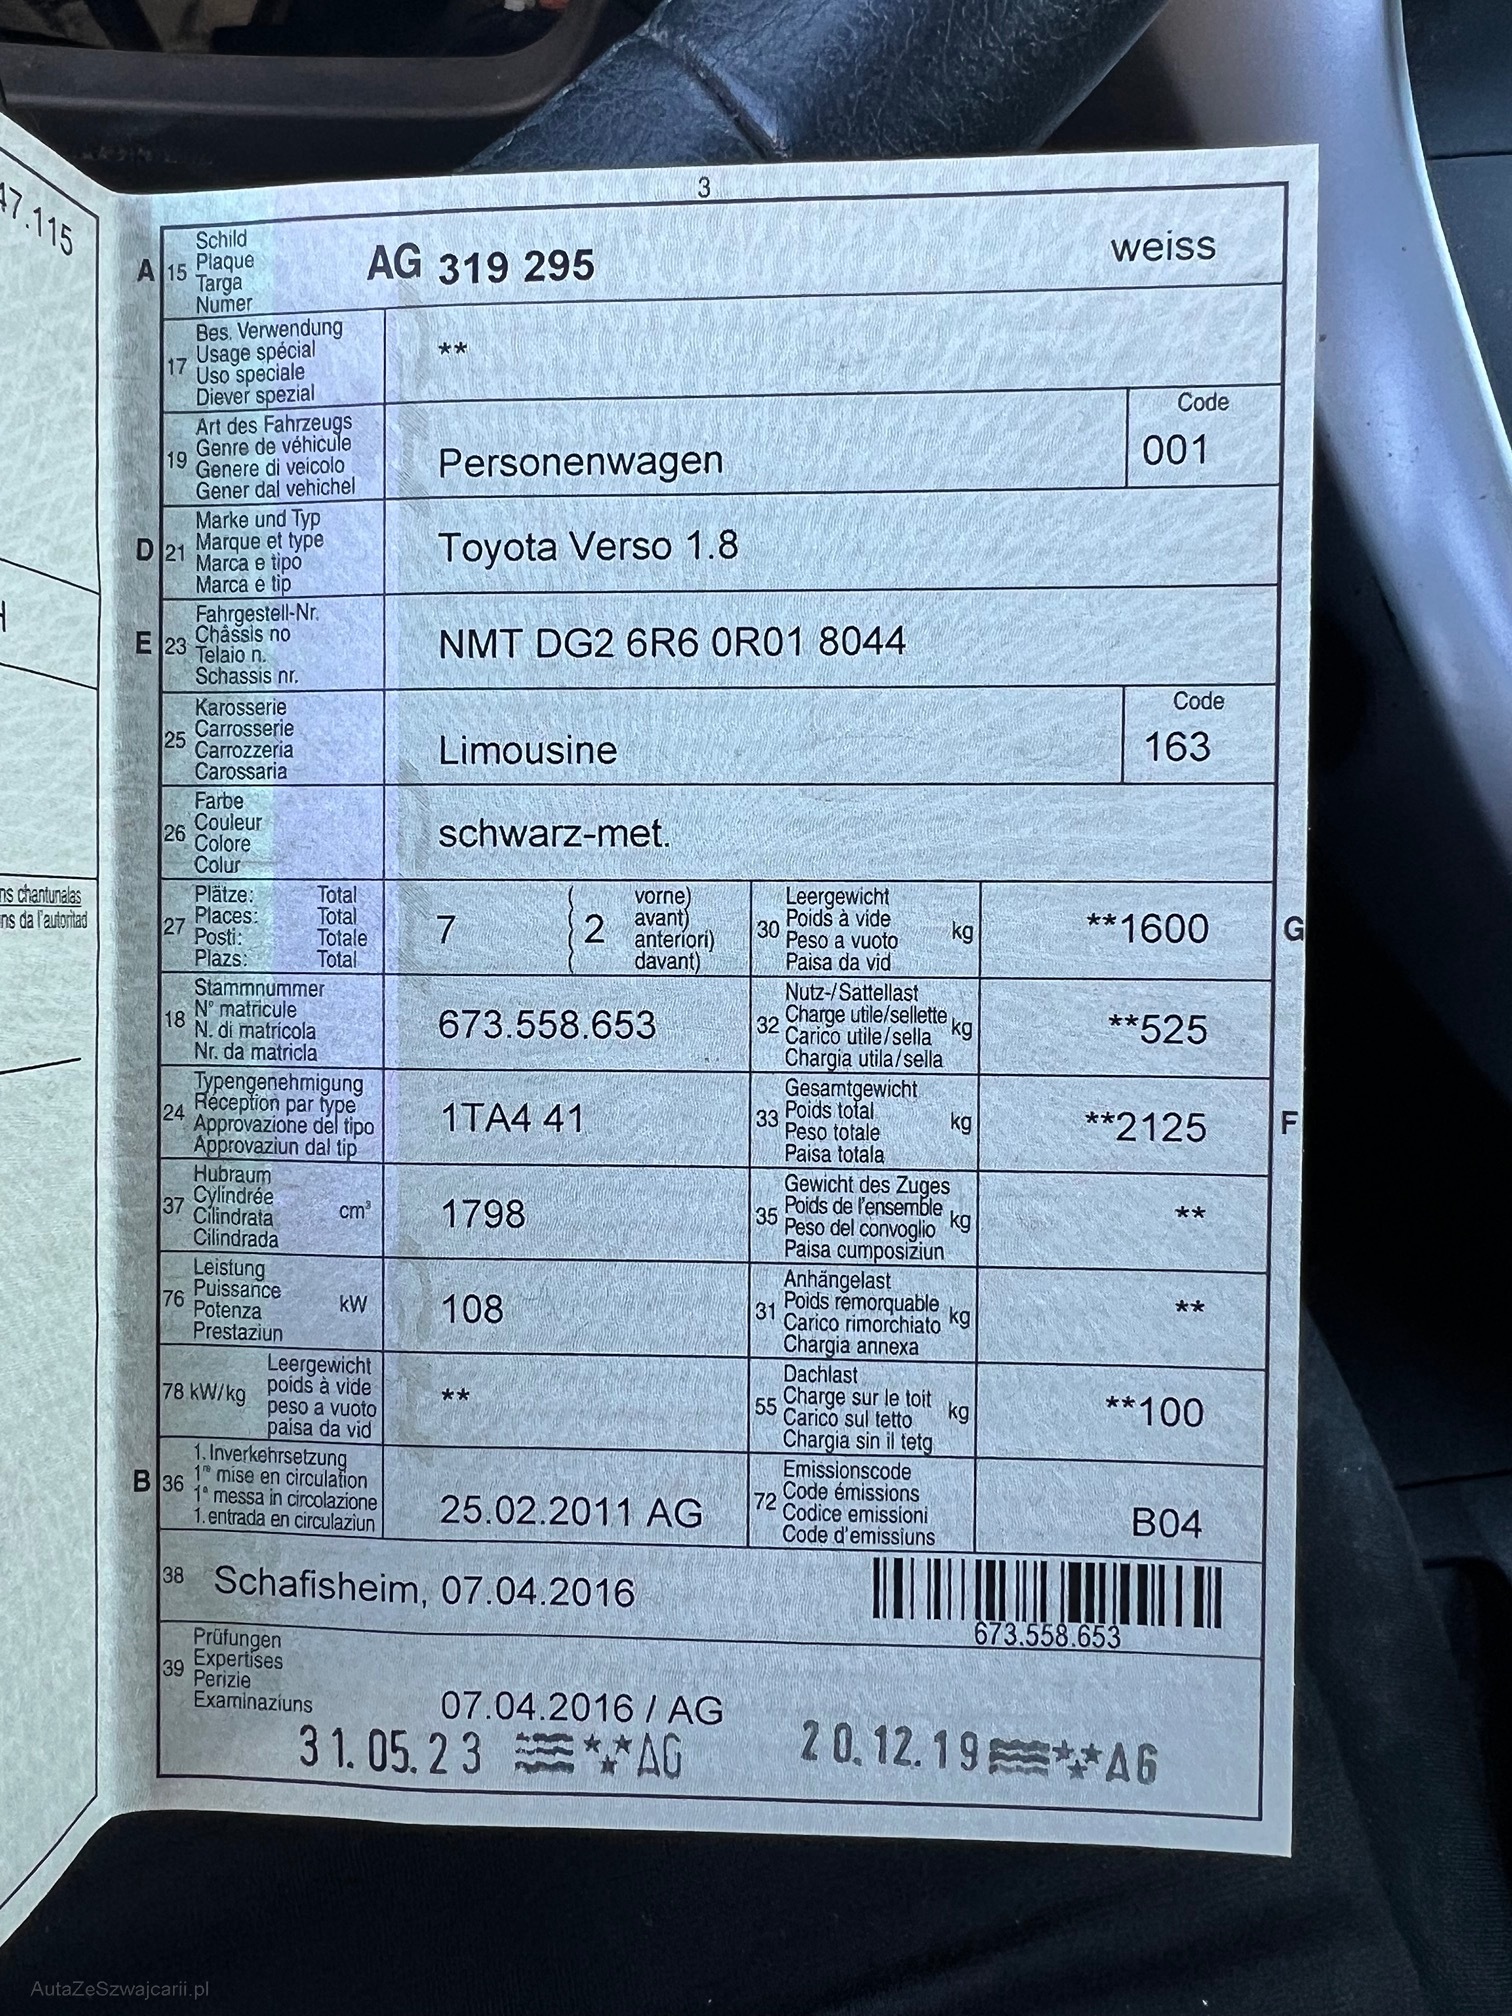 47.115
ns chantunalas
ns da l'autoritad
3
A 15 Schild
Plaque
Targa
Numer
AG 319 295 weiss
17 Bes. Verwendung
Usage spécial
Uso speciale
Diever spezial
**
19 Art des Fahrzeugs
Genre de véhicule
Genere di veicolo
Gener dal vehichel
Personenwagen
Code
001
D 21 Marke und Typ
Marque et type
Marca e tipo
Marca e tip
Toyota Verso 1.8
E 23 Fahrgestell-Nr.
Châssis no
Telaio n.
Schassis nr.
NMT DG2 6R6 0R01 8044
25 Karosserie
Carrosserie
Carrozzeria
Carossaria
Limousine
Code
163
26 Farbe
Couleur
Colore
Colur
schwarz-met.
27 Plätze: Total
Places: Total
Posti: Totale
Plazs: Total
7 ( 2 vorne)
avant)
anteriori)
davant)
30 Leergewicht
Poids à vide
Peso a vuoto
Paisa da vid
kg **1600 G
18 Stammnummer
N° matricule
N. di matricola
Nr. da matricla
673.558.653
32 Nutz-/Sattellast
Charge utile/sellette
Carico utile/sella
Chargia utila/sella
kg **525
24 Typengenehmigung
Réception par type
Approvazione del tipo
Approvaziun dal tip
1TA4 41
33 Gesamtgewicht
Poids total
Peso totale
Paisa totala
kg **2125 F
37 Hubraum
Cylindrée
Cilindrata
Cilindrada
cm³ 1798
35 Gewicht des Zuges
Poids de l'ensemble
Peso del convoglio
Paisa cumposiziun
kg **
76 Leistung
Puissance
Potenza
Prestaziun
kW 108
31 Anhängelast
Poids remorquable
Carico rimorchiato
Chargia annexa
kg **
78 kW/kg Leergewicht
poids à vide
peso a vuoto
paisa da vid
**
55 Dachlast
Charge sur le toit
Carico sul tetto
Chargia sin il tetg
kg **100
B 36 1. Inverkehrsetzung
1re mise en circulation
1a messa in circolazione
1. entrada en circulaziun
25.02.2011 AG
72 Emissionscode
Code émissions
Codice emissioni
Code d'emissiuns
B04
38 Schafisheim, 07.04.2016
673.558.653
39 Prüfungen
Expertises
Perizie
Examinaziuns
07.04.2016 / AG
31.05.23 AG 20.12.19 AG
AutaZeSzwajcarii.pl